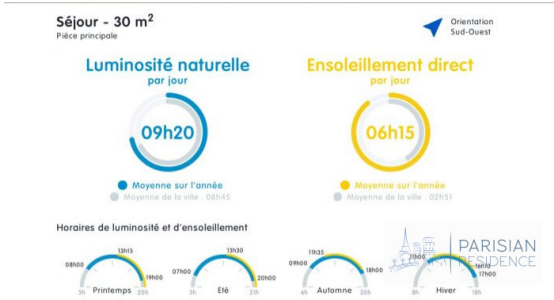 Séjour - 30 m²
Pièce principale
Orientation
Sud-Ouest
Luminosité naturelle
par jour
09h20
Moyenne sur l'année
Moyenne de la ville : 06h45
Ensoleillement direct
par jour
06h15
Moyenne sur l'année
Moyenne de la ville : 02h51
Horaires de luminosité et d'ensoleillement
08h00
13h15
19h00
5h
Printemps
20h
07h00
13h30
20h00
5h
Eté
21h
09h00
11h35
18h00
6h
Automne
20h
11h00
16h10
17h00
8h
Hiver
18h
PARISIAN
RESIDENCE